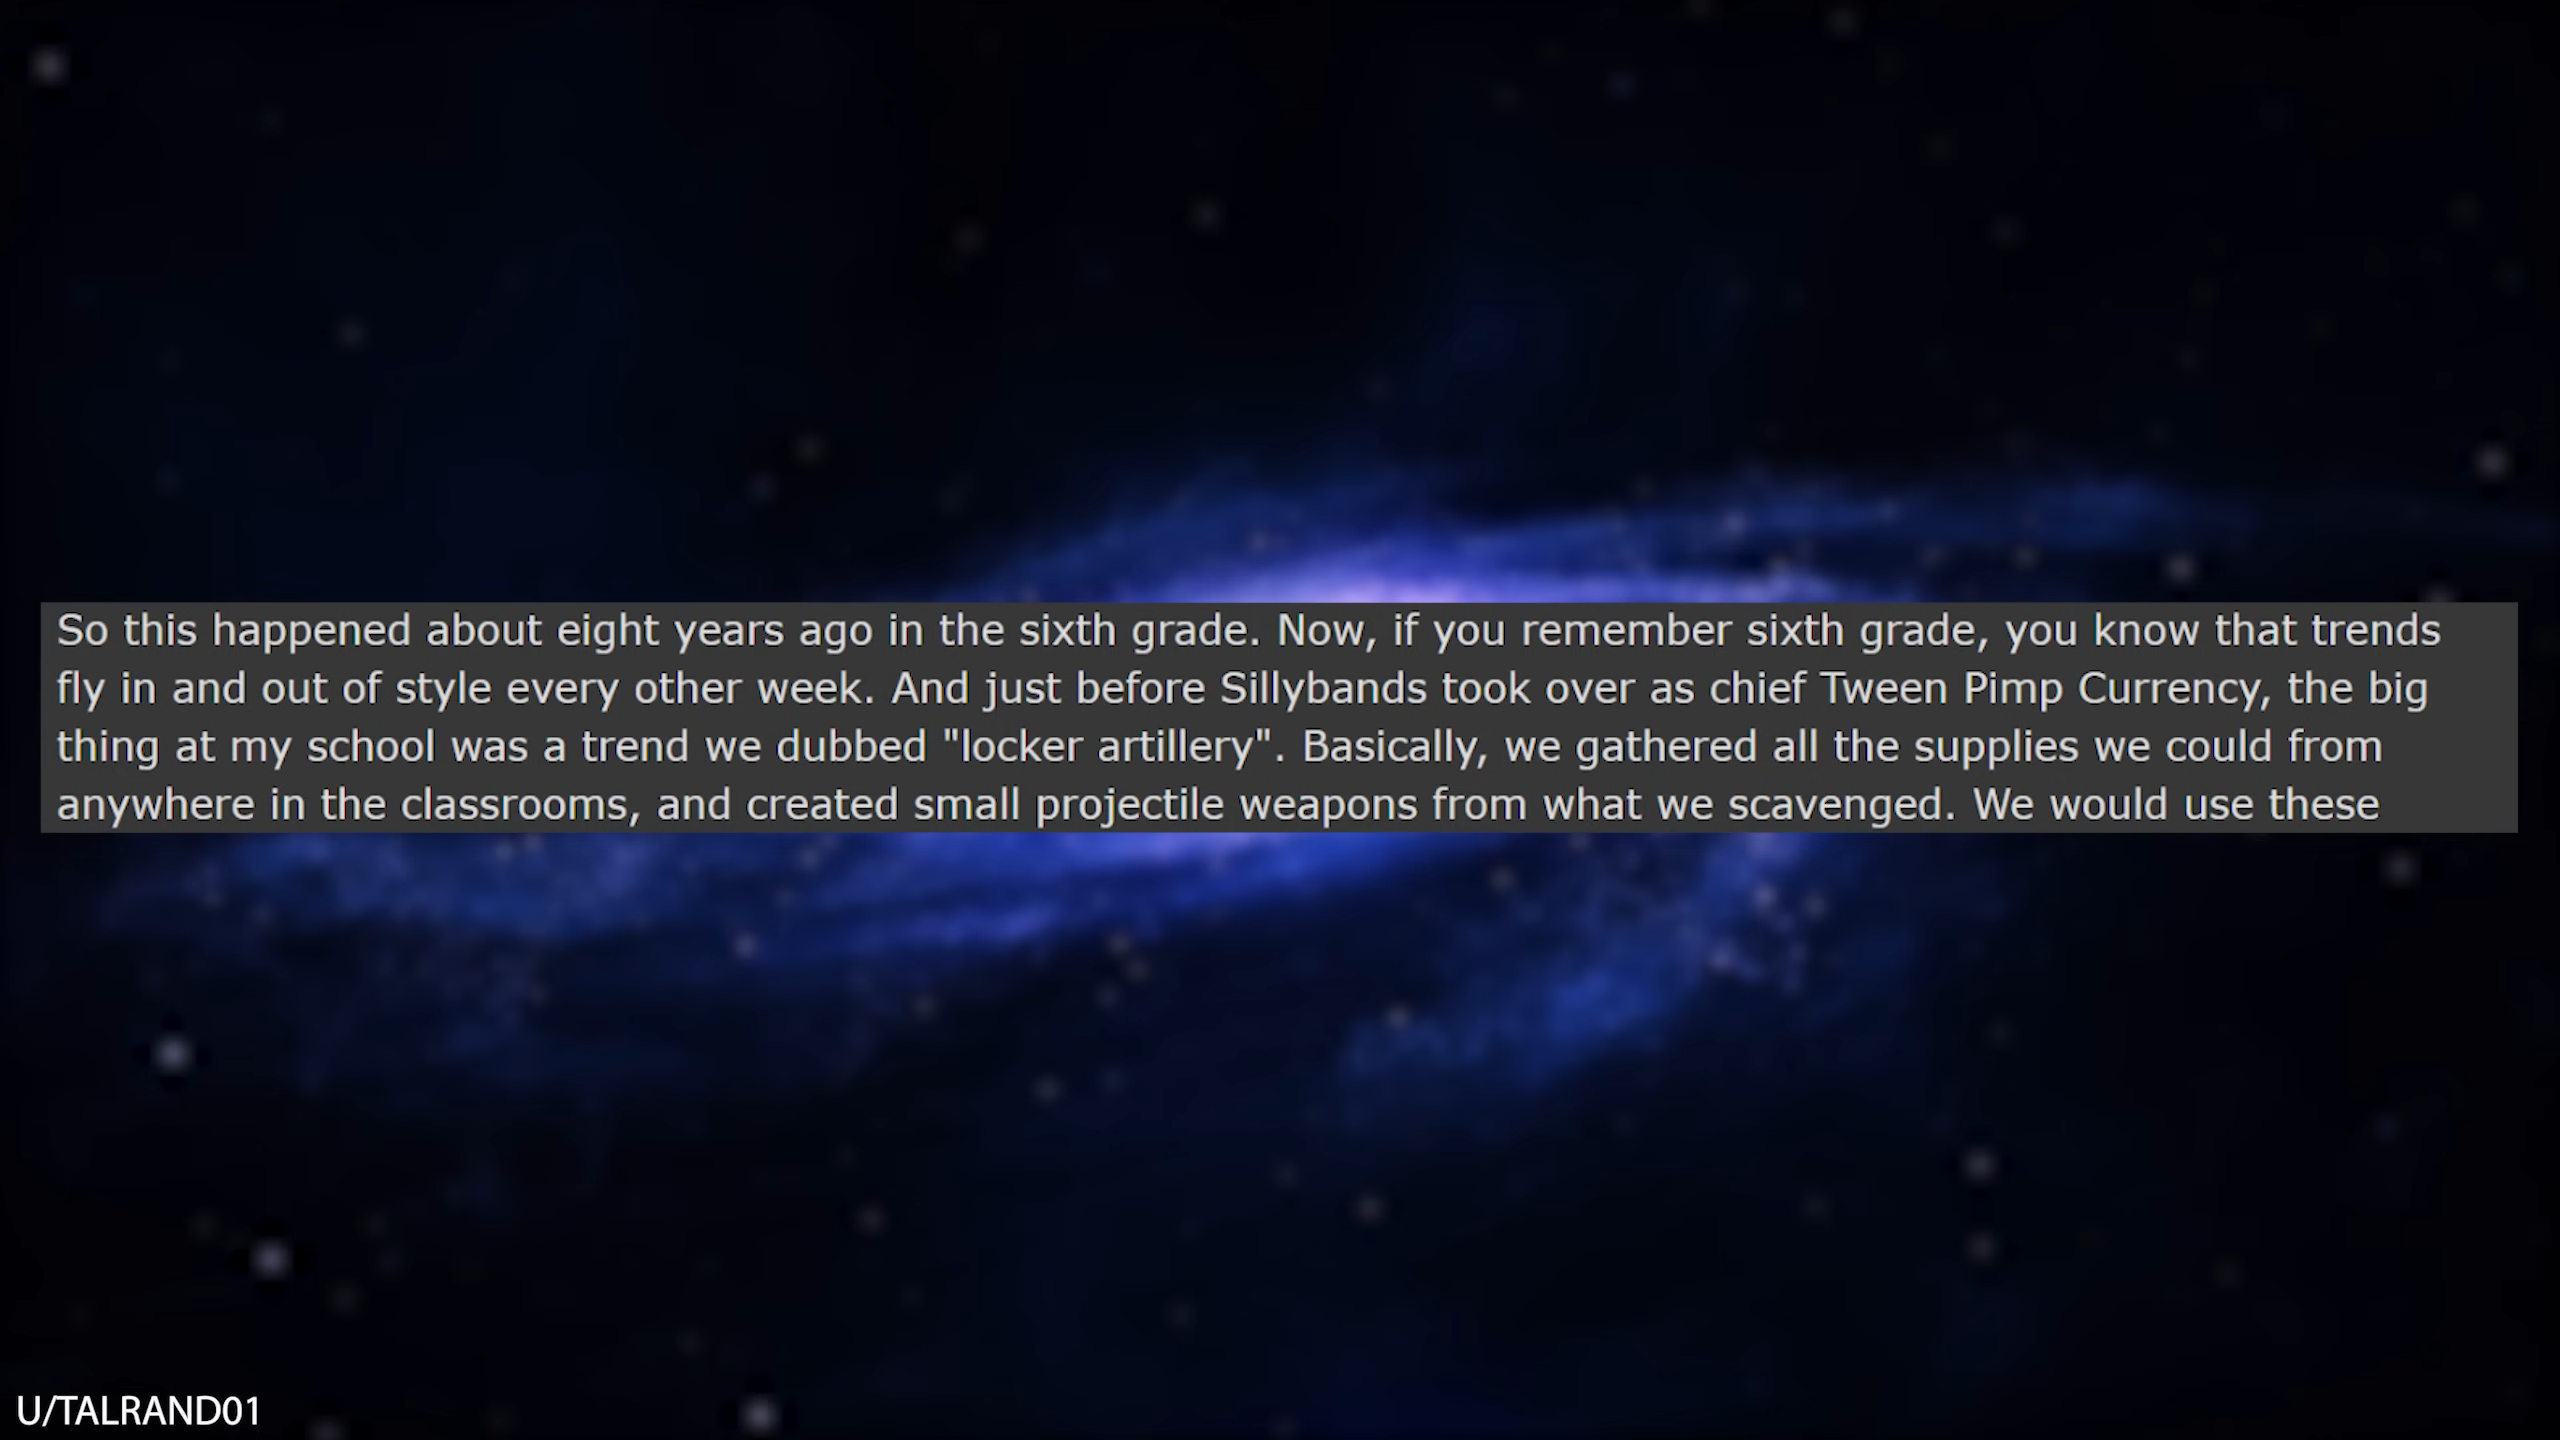 So this happened about eight years ago in the sixth grade. Now, if you remember sixth grade, you know that trends
fly in and out of style every other week. And just before Sillybands took over as chief Tween Pimp Currency, the big
thing at my school was a trend we dubbed "locker artillery". Basically, we gathered all the supplies we could from
anywhere in the classrooms, and created small projectile weapons from what we scavenged. We would use these
U/TALRAND01